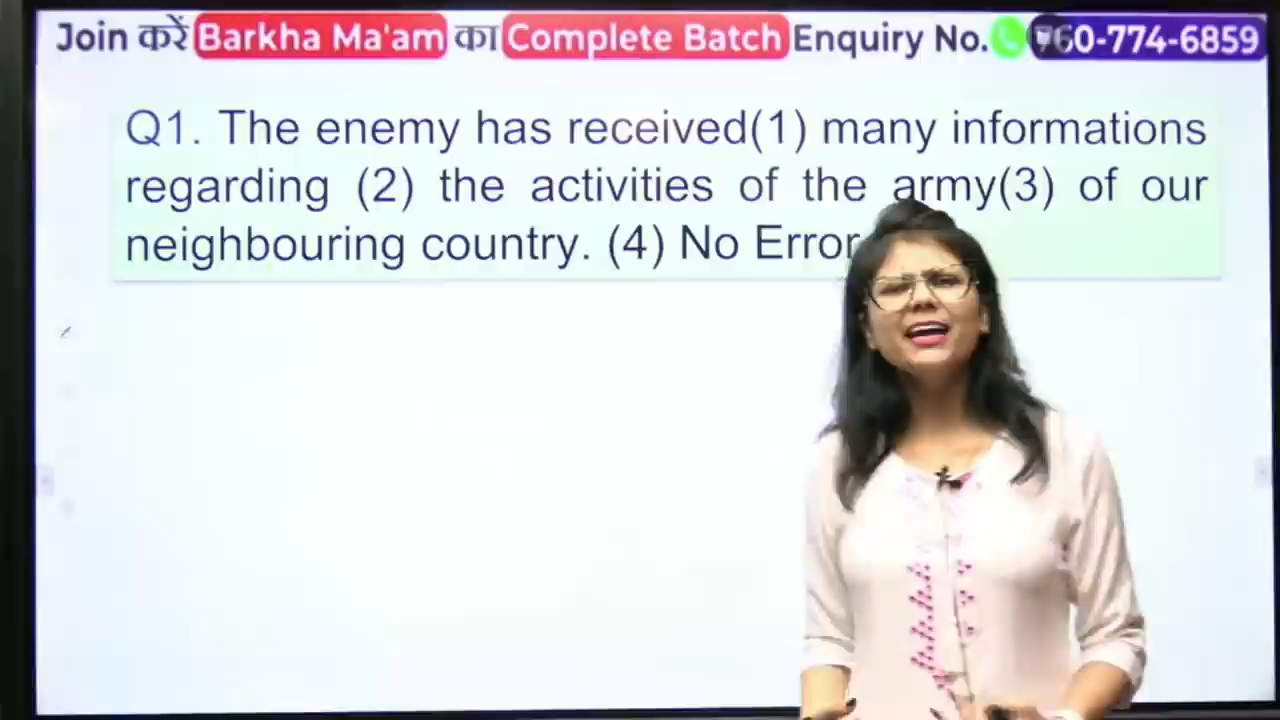 Join करें Barkha Ma'am का Complete Batch Enquiry No. 60-774-6859
Q1. The enemy has received(1) many informations
regarding (2) the activities of the army(3) of our
neighbouring country. (4) No Error